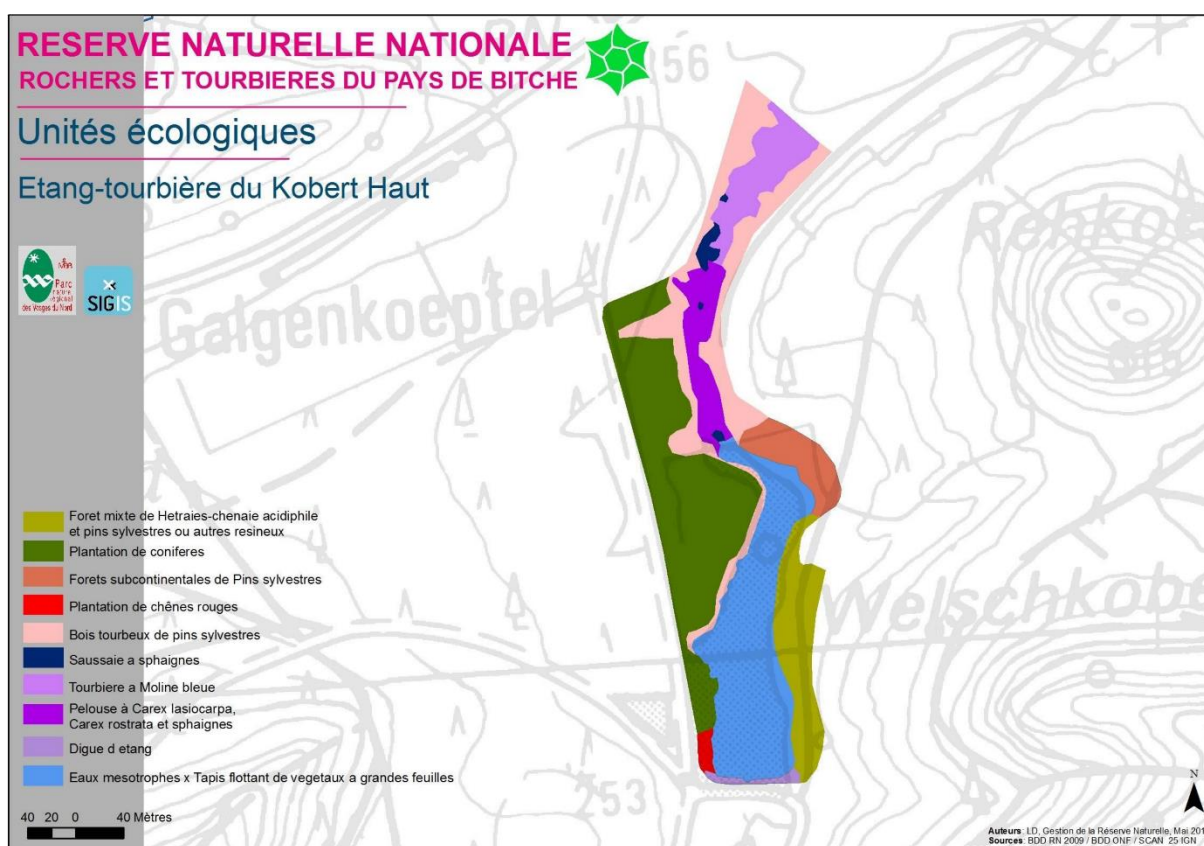 RESERVE NATURELLE NATIONALE
ROCHERS ET TOURBIERES DU PAYS DE BITCHE
Unités écologiques
Etang-tourbière du Kobert Haut
Parc
naturel
régional
des Vosges du Nord
SIGIS
256
Galgenkoeptel
Rehkop
Welschkobe
253
Foret mixte de Hetraies-chenaie acidiphile
et pins sylvestres ou autres resineux
Plantation de coniferes
Forets subcontinentales de Pins sylvestres
Plantation de chênes rouges
Bois tourbeux de pins sylvestres
Saussaie a sphaignes
Tourbiere a Moline bleue
Pelouse à Carex lasiocarpa,
Carex rostrata et sphaignes
Digue d etang
Eaux mesotrophes x Tapis flottant de vegetaux a grandes feuilles
40 20 0 40 Mètres
N
Auteurs: LD, Gestion de la Réserve Naturelle, Mai 201
Sources: BDD RN 2009 / BDD ONF / SCAN 25 IGN